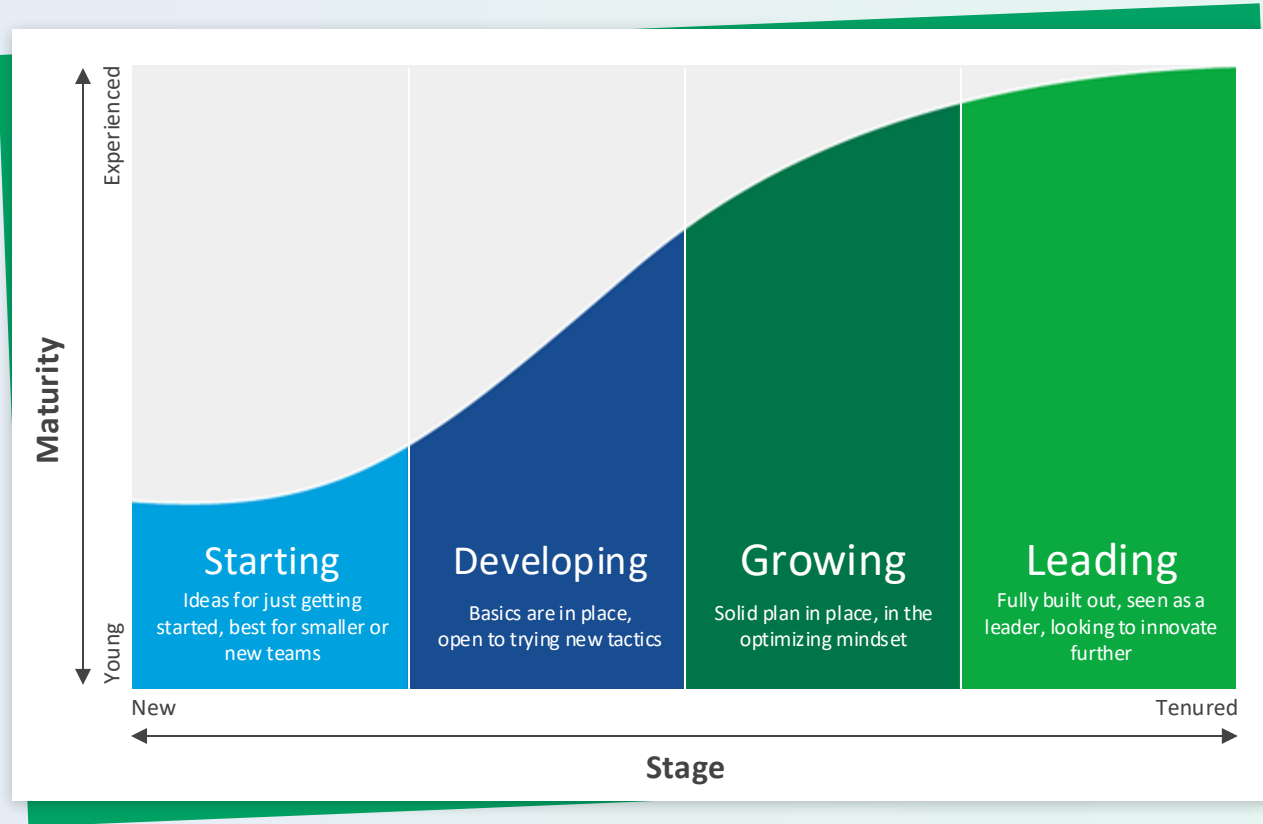 Experienced
Maturity
Young
Starting
Ideas for just getting
started, best for smaller or
new teams
Developing
Basics are in place,
open to trying new tactics
Growing
Solid plan in place, in the
optimizing mindset
Leading
Fully built out, seen as a
leader, looking to innovate
further
New
Tenured
Stage